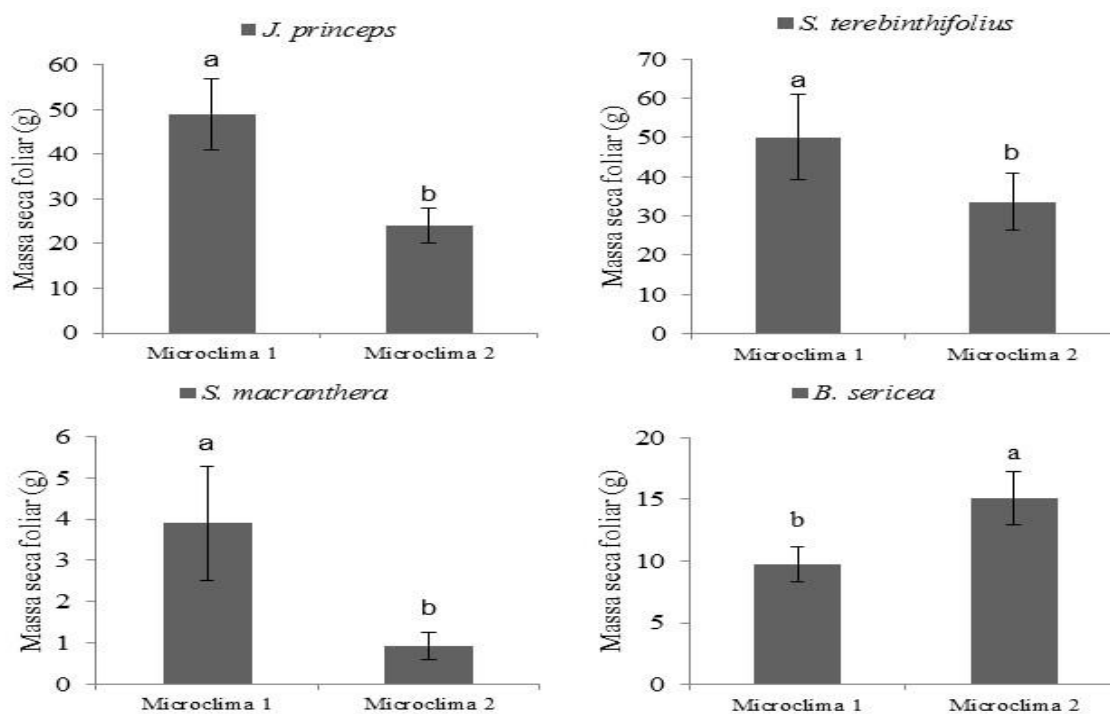 J. princeps
Massa seca foliar (g)
60
50
40
30
20
10
0
a
b
Microclima 1 Microclima 2
S. terebinthifolius
Massa seca foliar (g)
70
60
50
40
30
20
10
0
a
b
Microclima 1 Microclima 2
S. macranthera
Massa seca foliar (g)
6
5
4
3
2
1
0
a
b
Microclima 1 Microclima 2
B. sericea
Massa seca foliar (g)
20
15
10
5
0
b
a
Microclima 1 Microclima 2